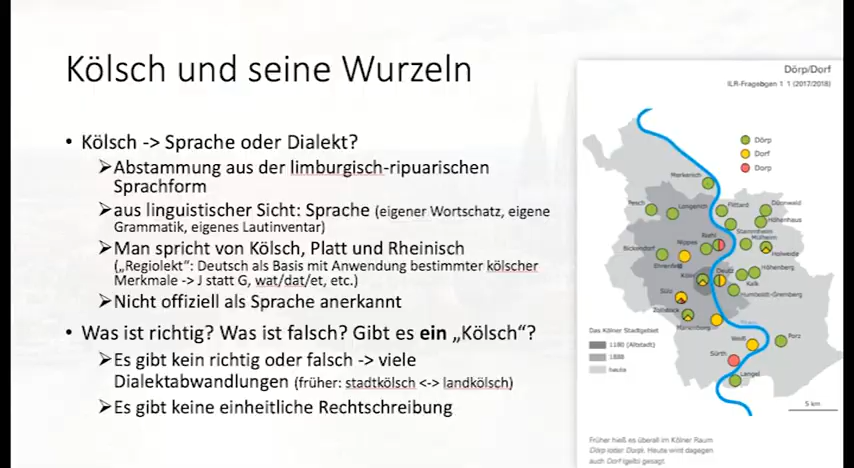 Kölsch und seine Wurzeln
• Kölsch -> Sprache oder Dialekt?
➢Abstammung aus der limburgisch-ripuarischen
Sprachform
➢aus linguistischer Sicht: Sprache (eigener Wortschatz, eigene
Grammatik, eigenes Lautinventar)
➢Man spricht von Kölsch, Platt und Rheinisch
(„Regiolekt“: Deutsch als Basis mit Anwendung bestimmter kölscher
Merkmale -> J statt G, wat/dat/et, etc.)
➢Nicht offiziell als Sprache anerkannt
• Was ist richtig? Was ist falsch? Gibt es ein „Kölsch“?
➢Es gibt kein richtig oder falsch -> viele
Dialektabwandlungen (früher: stadtkölsch <-> landkölsch)
➢Es gibt keine einheitliche Rechtschreibung
Dörp/Dorf
ILR-Fragebogen 1 1 (2017/2018)
Dörp
Dorf
Dorp
Merkenich
Pesch
Longerich
Flittard
Dünnwald
Höhenhaus
Stammheim
Mülheim
Holweide
Bickendorf
Nippes
Riehl
Ehrenfeld
Köln
Deutz
Höhenberg
Kalk
Humboldt-Gremberg
Sülz
Zollstock
Marienburg
Weiß
Porz
Sürth
Langel
Das Kölner Stadtgebiet
1180 (Altstadt)
1888
heute
5 km
Früher hieß es überall im Kölner Raum
Dörp oder Dorp. Heute wird dagegen
auch Dorf (gelb) gesagt.